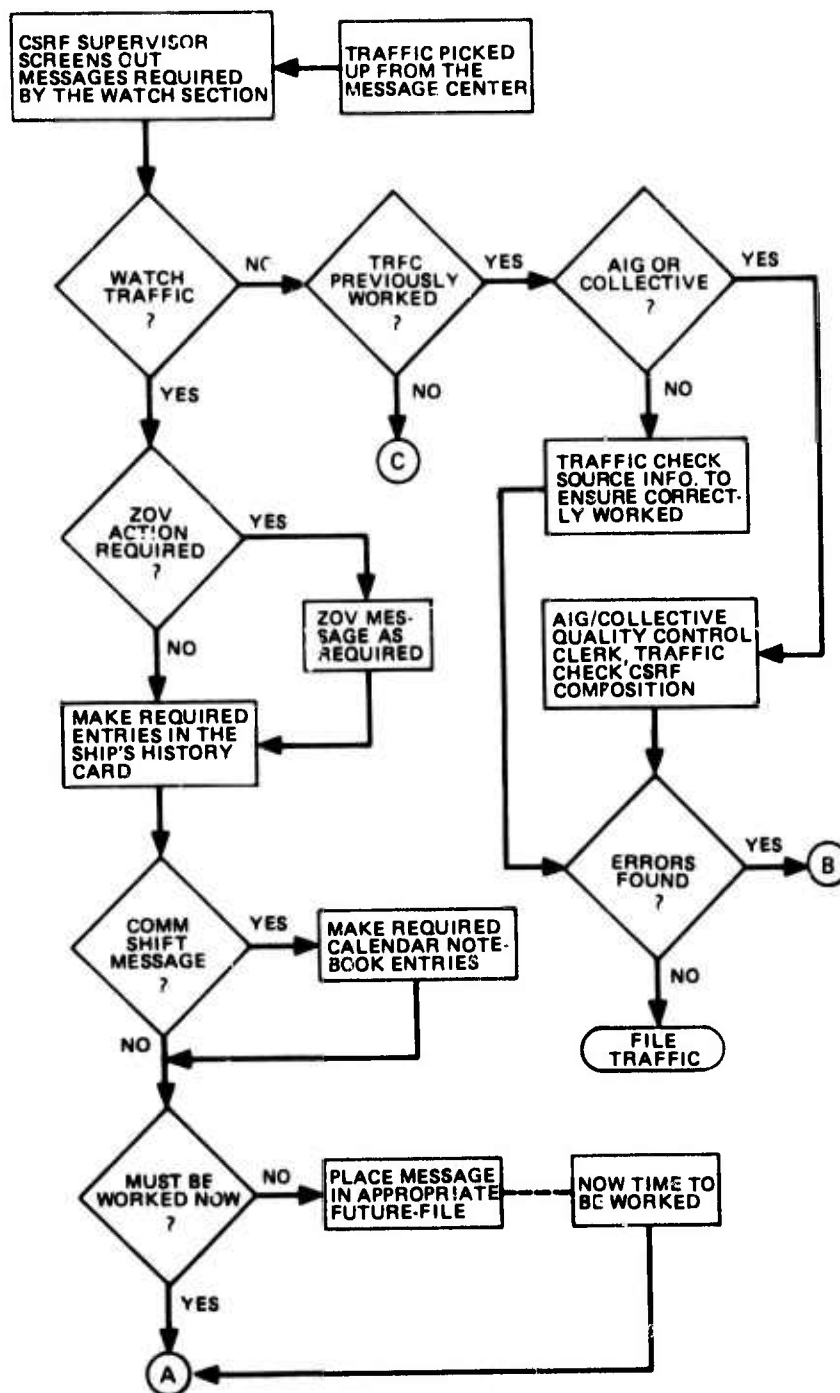 CSRF SUPERVISOR
SCREENS OUT
MESSAGES REQUIRED
BY THE WATCH SECTION
TRAFFIC PICKED
UP FROM THE
MESSAGE CENTER
WATCH
TRAFFIC
?
NO
TRFC
PREVIOUSLY
WORKED
?
YES
AIG OR
COLLECTIVE
?
YES
YES
NO
C
NO
TRAFFIC CHECK
SOURCE INFO. TO
ENSURE CORRECT-
LY WORKED
ZOV
ACTION
REQUIRED
?
YES
ZOV MES-
SAGE AS
REQUIRED
NO
AIG/COLLECTIVE
QUALITY CONTROL
CLERK, TRAFFIC
CHECK CSRF
COMPOSITION
MAKE REQUIRED
ENTRIES IN THE
SHIP'S HISTORY
CARD
ERRORS
FOUND
?
YES
B
NO
FILE
TRAFFIC
COMM
SHIFT
MESSAGE
?
YES
MAKE REQUIRED
CALENDAR NOTE-
BOOK ENTRIES
NO
MUST BE
WORKED NOW
?
NO
PLACE MESSAGE
IN APPROPRIATE
FUTURE-FILE
NOW TIME TO
BE WORKED
YES
A